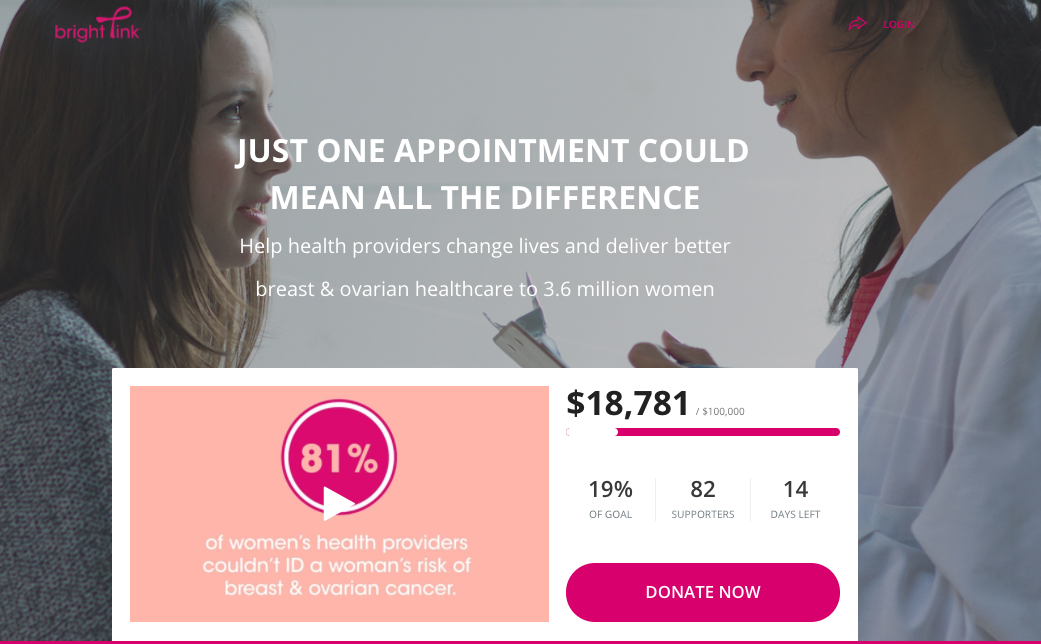 bright pink
LOGIN
JUST ONE APPOINTMENT COULD
MEAN ALL THE DIFFERENCE
Help health providers change lives and deliver better
breast & ovarian healthcare to 3.6 million women
$18,781 / $100,000
81%
of women's health providers
couldn't ID a woman's risk of
breast & ovarian cancer.
19% 82 14
OF GOAL SUPPORTERS DAYS LEFT
DONATE NOW